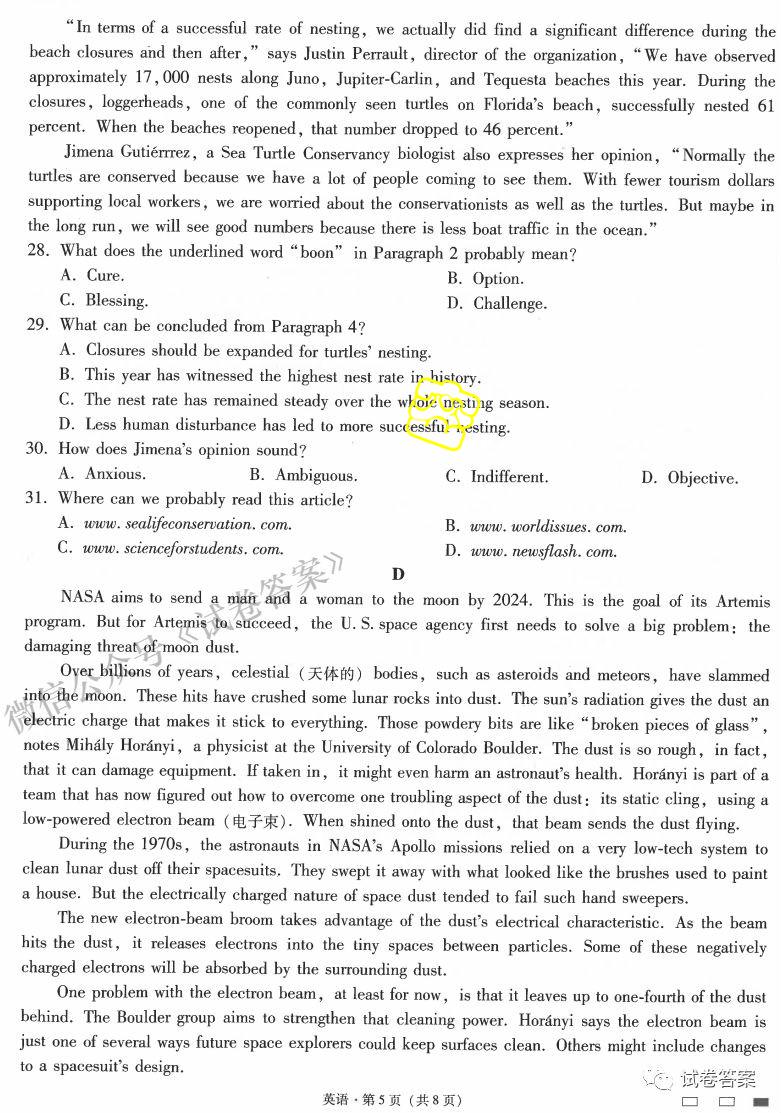 “In terms of a successful rate of nesting, we actually did find a significant difference during the
beach closures and then after,” says Justin Perrault, director of the organization, “We have observed
approximately 17,000 nests along Juno, Jupiter-Carlin, and Tequesta beaches this year. During the
closures, loggerheads, one of the commonly seen turtles on Florida's beach, successfully nested 61
percent. When the beaches reopened, that number dropped to 46 percent.”
Jimena Gutiérrrez, a Sea Turtle Conservancy biologist also expresses her opinion, “Normally the
turtles are conserved because we have a lot of people coming to see them. With fewer tourism dollars
supporting local workers, we are worried about the conservationists as well as the turtles. But maybe in
the long run, we will see good numbers because there is less boat traffic in the ocean.”
28. What does the underlined word “boon” in Paragraph 2 probably mean?
A. Cure. B. Option.
C. Blessing. D. Challenge.
29. What can be concluded from Paragraph 4?
A. Closures should be expanded for turtles' nesting.
B. This year has witnessed the highest nest rate in history.
C. The nest rate has remained steady over the whole nesting season.
D. Less human disturbance has led to more successful nesting.
30. How does Jimena's opinion sound?
A. Anxious. B. Ambiguous. C. Indifferent. D. Objective.
31. Where can we probably read this article?
A. www. sealifeconservation. com. B. www. worldissues. com.
C. www. scienceforstudents. com. D. www. newsflash. com.
D
NASA aims to send a man and a woman to the moon by 2024. This is the goal of its Artemis
program. But for Artemis to succeed, the U. S. space agency first needs to solve a big problem: the
damaging threat of moon dust.
Over billions of years, celestial (天体的) bodies, such as asteroids and meteors, have slammed
into the moon. These hits have crushed some lunar rocks into dust. The sun's radiation gives the dust an
electric charge that makes it stick to everything. Those powdery bits are like “broken pieces of glass”,
notes Mihály Horányi, a physicist at the University of Colorado Boulder. The dust is so rough, in fact,
that it can damage equipment. If taken in, it might even harm an astronaut's health. Horányi is part of a
team that has now figured out how to overcome one troubling aspect of the dust: its static cling, using a
low-powered electron beam (电子束). When shined onto the dust, that beam sends the dust flying.
During the 1970s, the astronauts in NASA's Apollo missions relied on a very low-tech system to
clean lunar dust off their spacesuits. They swept it away with what looked like the brushes used to paint
a house. But the electrically charged nature of space dust tended to fail such hand sweepers.
The new electron-beam broom takes advantage of the dust's electrical characteristic. As the beam
hits the dust, it releases electrons into the tiny spaces between particles. Some of these negatively
charged electrons will be absorbed by the surrounding dust.
One problem with the electron beam, at least for now, is that it leaves up to one-fourth of the dust
behind. The Boulder group aims to strengthen that cleaning power. Horányi says the electron beam is
just one of several ways future space explorers could keep surfaces clean. Others might include changes
to a spacesuit's design.
英语·第5页(共8页)
微信公众号《试卷答案》
试卷答案